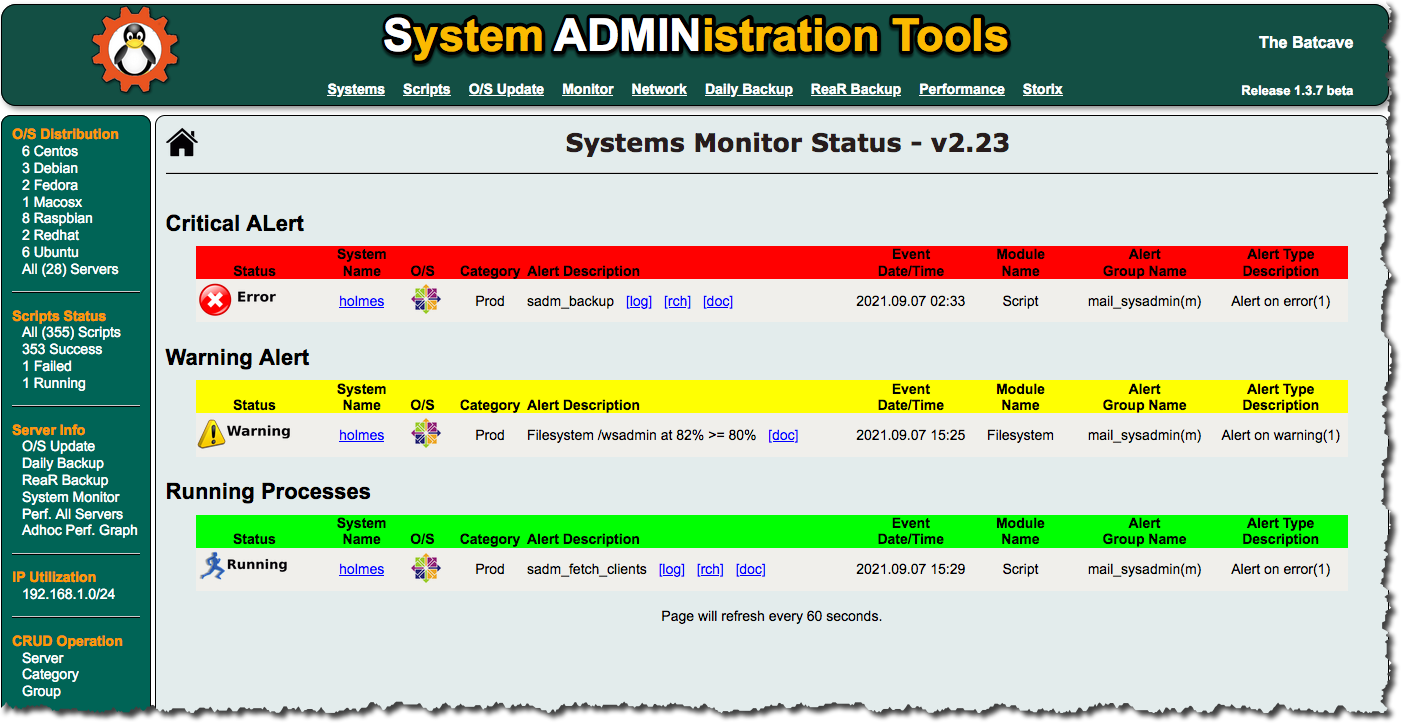 System ADMINistration Tools
The Batcave
Systems Scripts O/S Update Monitor Network Daily Backup ReaR Backup Performance Storix
Release 1.3.7 beta
O/S Distribution
6 Centos
3 Debian
2 Fedora
1 Macosx
8 Raspbian
2 Redhat
6 Ubuntu
All (28) Servers
Scripts Status
All (355) Scripts
353 Success
1 Failed
1 Running
Server Info
O/S Update
Daily Backup
ReaR Backup
System Monitor
Perf. All Servers
Adhoc Perf. Graph
IP Utilization
192.168.1.0/24
CRUD Operation
Server
Category
Group
Systems Monitor Status - v2.23
Critical ALert
System Event Module Alert Alert Type
Status Name O/S Category Alert Description Date/Time Name Group Name Description
Error holmes Prod sadm_backup [log] [rch] [doc] 2021.09.07 02:33 Script mail_sysadmin(m) Alert on error(1)
Warning Alert
System Event Module Alert Alert Type
Status Name O/S Category Alert Description Date/Time Name Group Name Description
Warning holmes Prod Filesystem /wsadmin at 82% >= 80% [doc] 2021.09.07 15:25 Filesystem mail_sysadmin(m) Alert on warning(1)
Running Processes
System Event Module Alert Alert Type
Status Name O/S Category Alert Description Date/Time Name Group Name Description
Running holmes Prod sadm_fetch_clients [log] [rch] [doc] 2021.09.07 15:29 Script mail_sysadmin(m) Alert on error(1)
Page will refresh every 60 seconds.